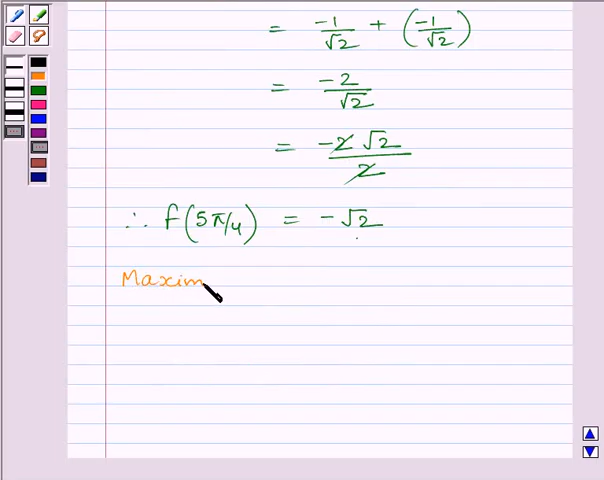 = -1/√2 + (-1/√2)
= -2/√2
= -2√2/2
∴ f(5π/4) = -√2
Maxim